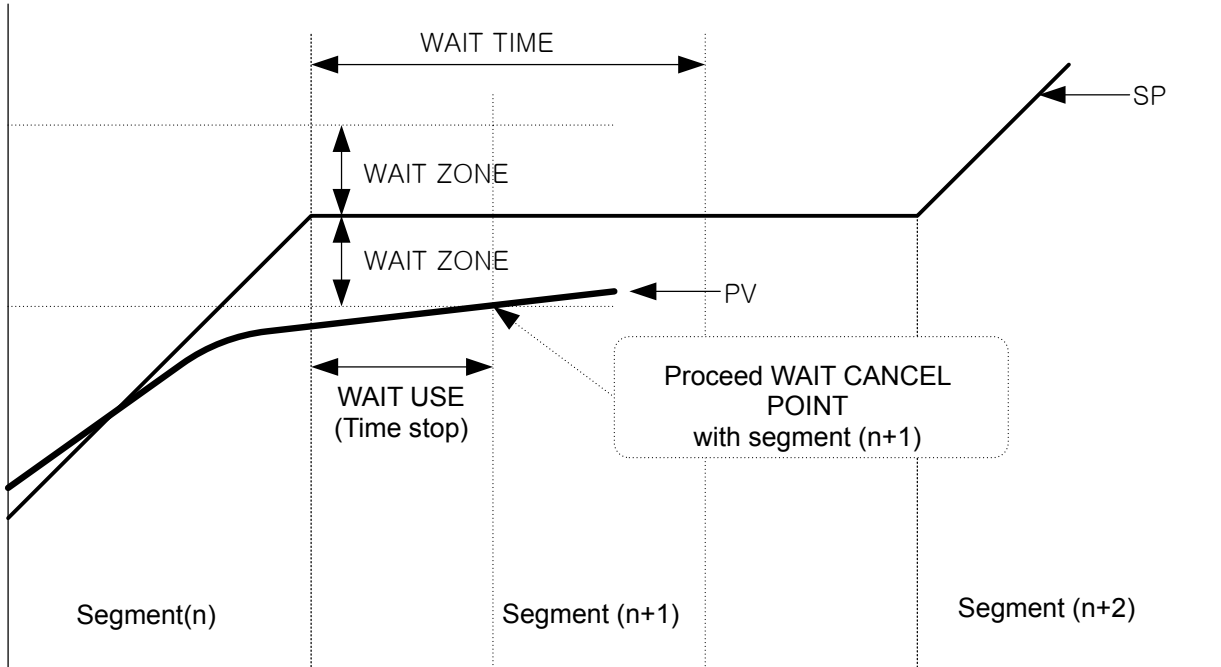 WAIT TIME
SP
WAIT ZONE
WAIT ZONE
PV
WAIT USE
(Time stop)
Proceed WAIT CANCEL
POINT
with segment (n+1)
Segment(n)
Segment (n+1)
Segment (n+2)